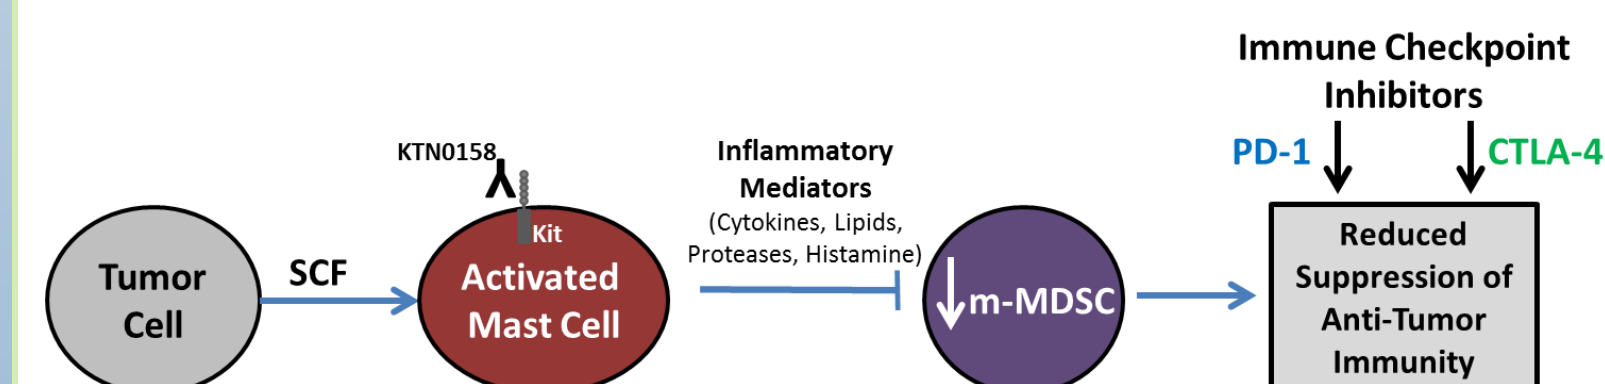 Immune Checkpoint
Inhibitors
PD-1
CTLA-4
KTN0158
Inflammatory
Mediators
(Cytokines, Lipids,
Proteases, Histamine)
Kit
Tumor
Cell
SCF
Activated
Mast Cell
m-MDSC
Reduced
Suppression of
Anti-Tumor
Immunity